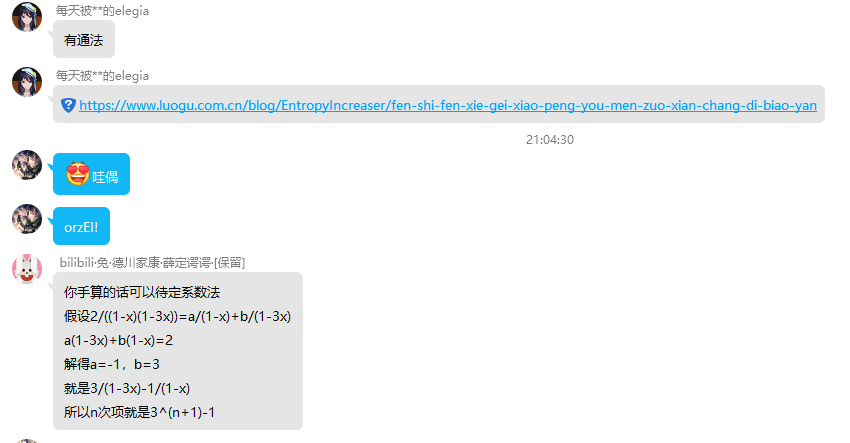 每天被**的elegia
有通法
每天被**的elegia
https://www.luogu.com.cn/blog/EntropyIncreaser/fen-shi-fen-xie-gei-xiao-peng-you-men-zuo-xian-chang-di-biao-yan
21:04:30
哇偶
orzEI!
bilibili·兔·德川家康·薛定谔谔·[保留]
你手算的话可以待定系数法
假设2/((1-x)(1-3x))=a/(1-x)+b/(1-3x)
a(1-3x)+b(1-x)=2
解得a=-1，b=3
就是3/(1-3x)-1/(1-x)
所以n次项就是3^(n+1)-1